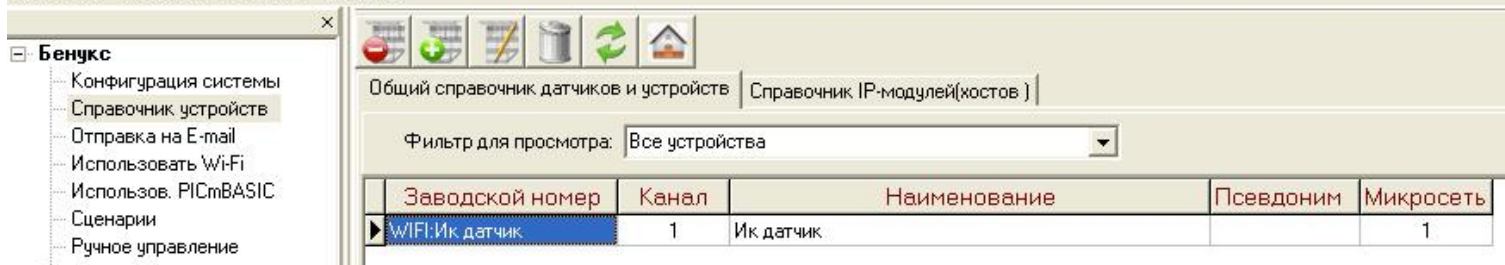 Бенукс
Конфигурация системы
Справочник устройств
Отправка на E-mail
Использовать Wi-Fi
Использов. PICmBASIC
Сценарии
Ручное управление
Общий справочник датчиков и устройств Справочник IP-модулей(хостов )
Фильтр для просмотра: Все устройства
Заводской номер Канал Наименование Псевдоним Микросеть
WIFI:Ик датчик 1 Ик датчик 1